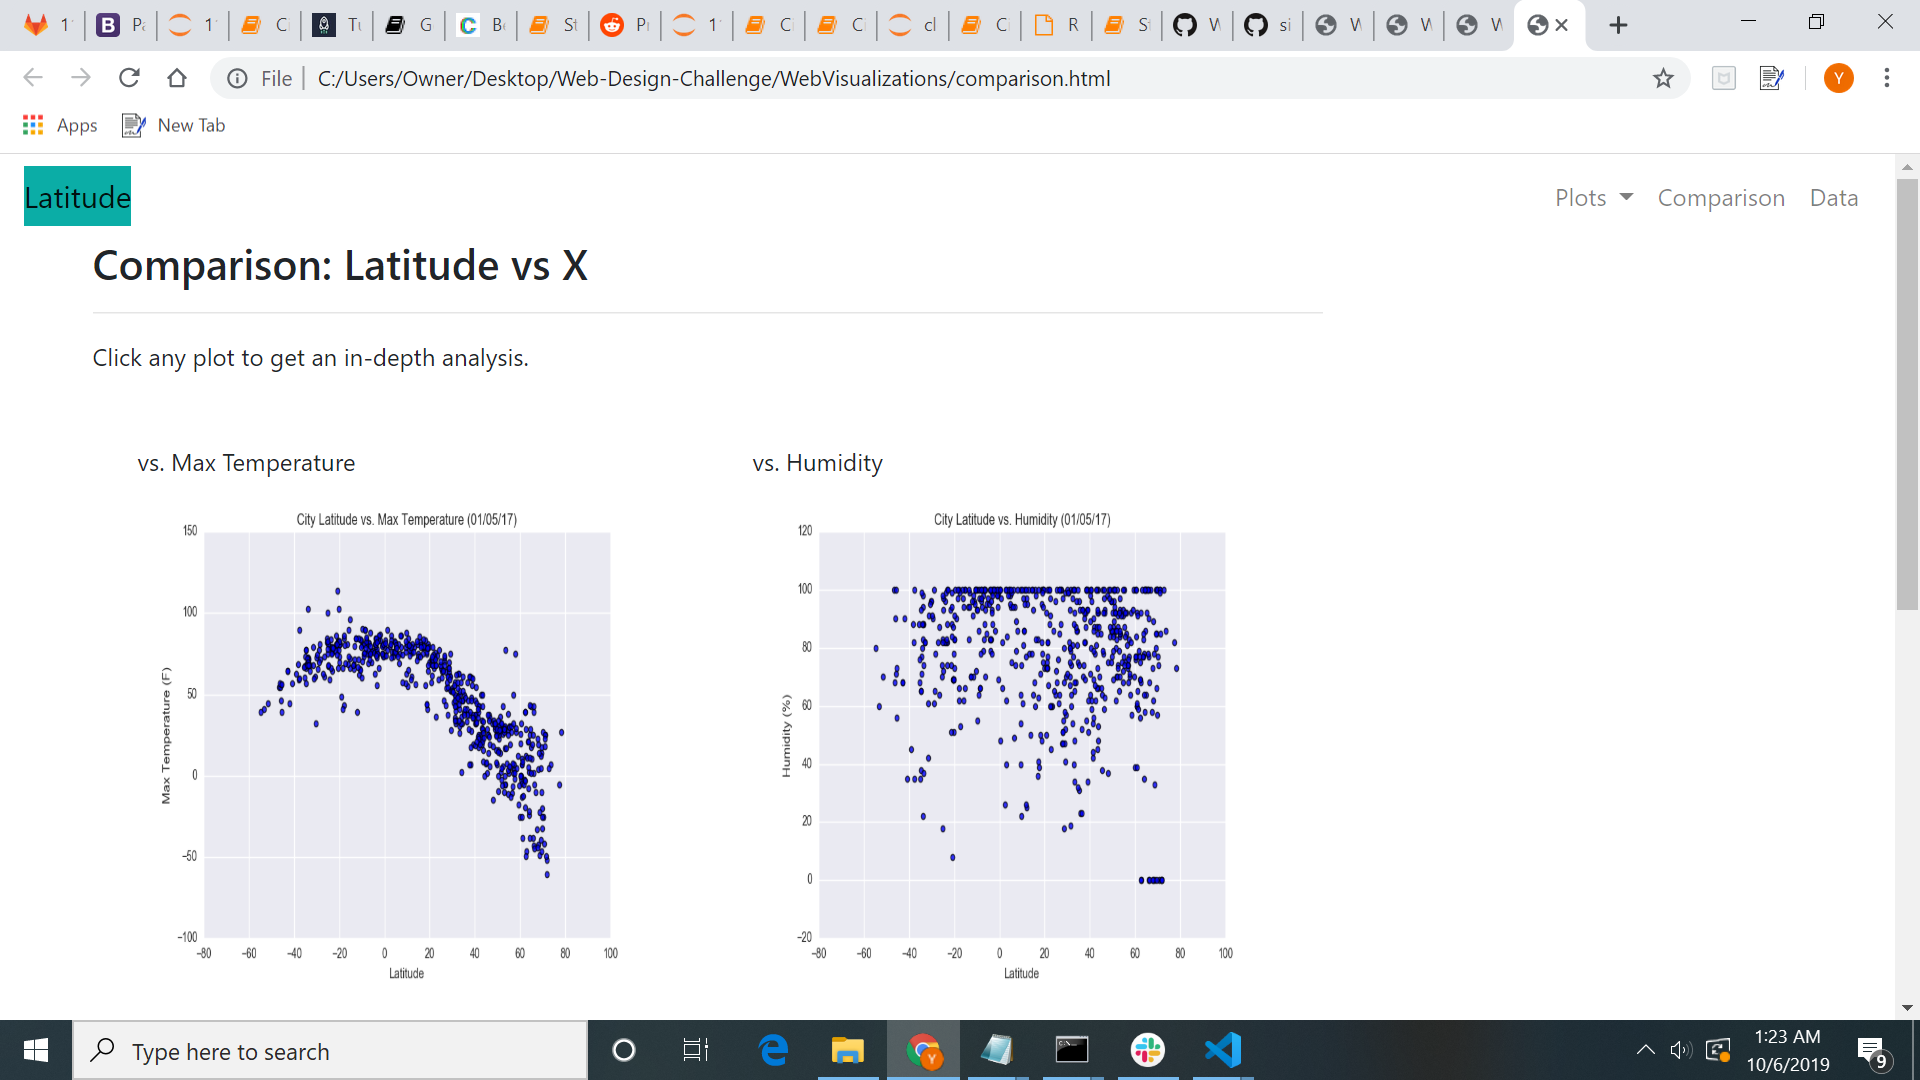 File
C:/Users/Owner/Desktop/Web-Design-Challenge/WebVisualizations/comparison.html
Y
Apps
New Tab
Latitude
Plots
Comparison
Data
Comparison: Latitude vs X
Click any plot to get an in-depth analysis.
vs. Max Temperature
City Latitude vs. Max Temperature (01/05/17)
150
100
50
0
−50
−100
Max Temperature (F)
−80 −60 −40 −20 0 20 40 60 80 100
Latitude
vs. Humidity
City Latitude vs. Humidity (01/05/17)
120
100
80
60
40
20
0
−20
Humidity (%)
−80 −60 −40 −20 0 20 40 60 80 100
Latitude
Type here to search
Y
1:23 AM
10/6/2019
9